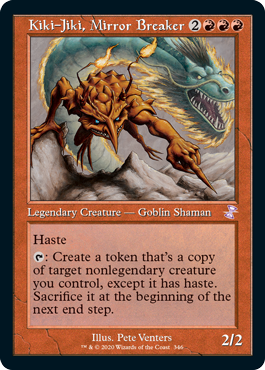 Kiki-Jiki, Mirror Breaker 2
Legendary Creature — Goblin Shaman
Haste
: Create a token that's a copy
of target nonlegendary creature
you control, except it has haste.
Sacrifice it at the beginning of the
next end step.
Illus. Pete Venters
™ & © 2020 Wizards of the Coast 346
2/2